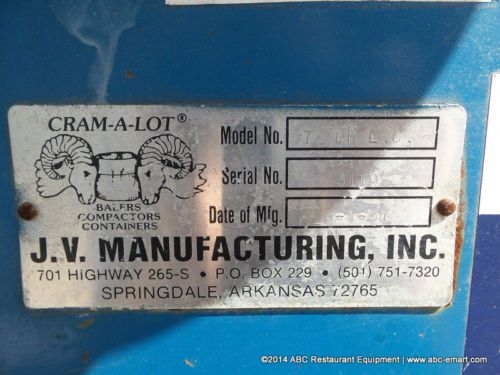 CRAM-A-LOT®
BALERS
COMPACTORS
CONTAINERS
Model No.
Serial No.
Date of Mfg.
J.V. MANUFACTURING, INC.
701 HIGHWAY 265-S • P.O. BOX 229 • (501) 751-7320
SPRINGDALE, ARKANSAS 72765
©2014 ABC Restaurant Equipment | www.abc-emart.com